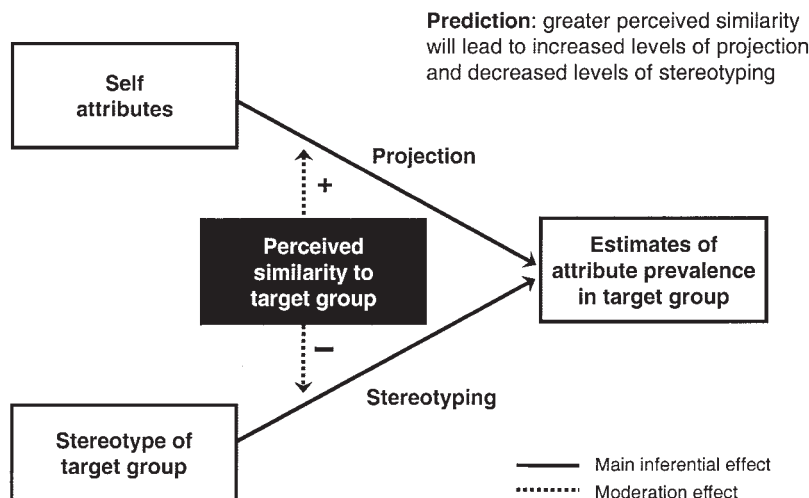 Prediction: greater perceived similarity
will lead to increased levels of projection
and decreased levels of stereotyping
Self
attributes
Projection
+
Perceived
similarity to
target group
Estimates of
attribute prevalence
in target group
–
Stereotyping
Stereotype of
target group
Main inferential effect
Moderation effect